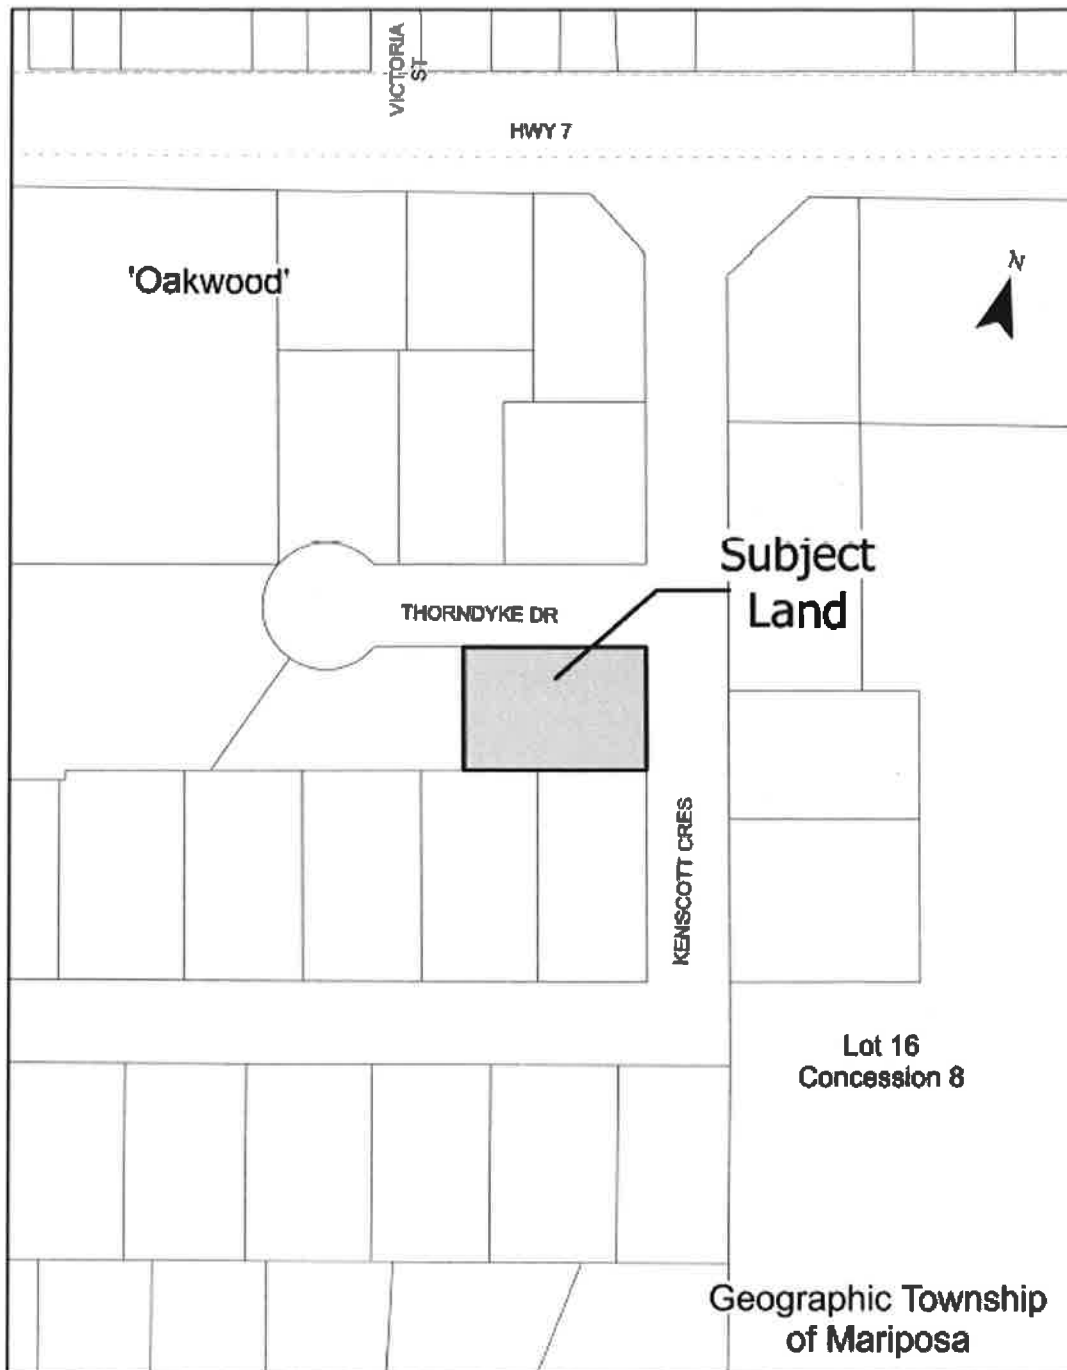 VICTORIA
ST
HWY 7
'Oakwood'
N
Subject
Land
THORNDYKE DR
KENSCOTT CRES
Lot 16
Concession 8
Geographic Township
of Mariposa